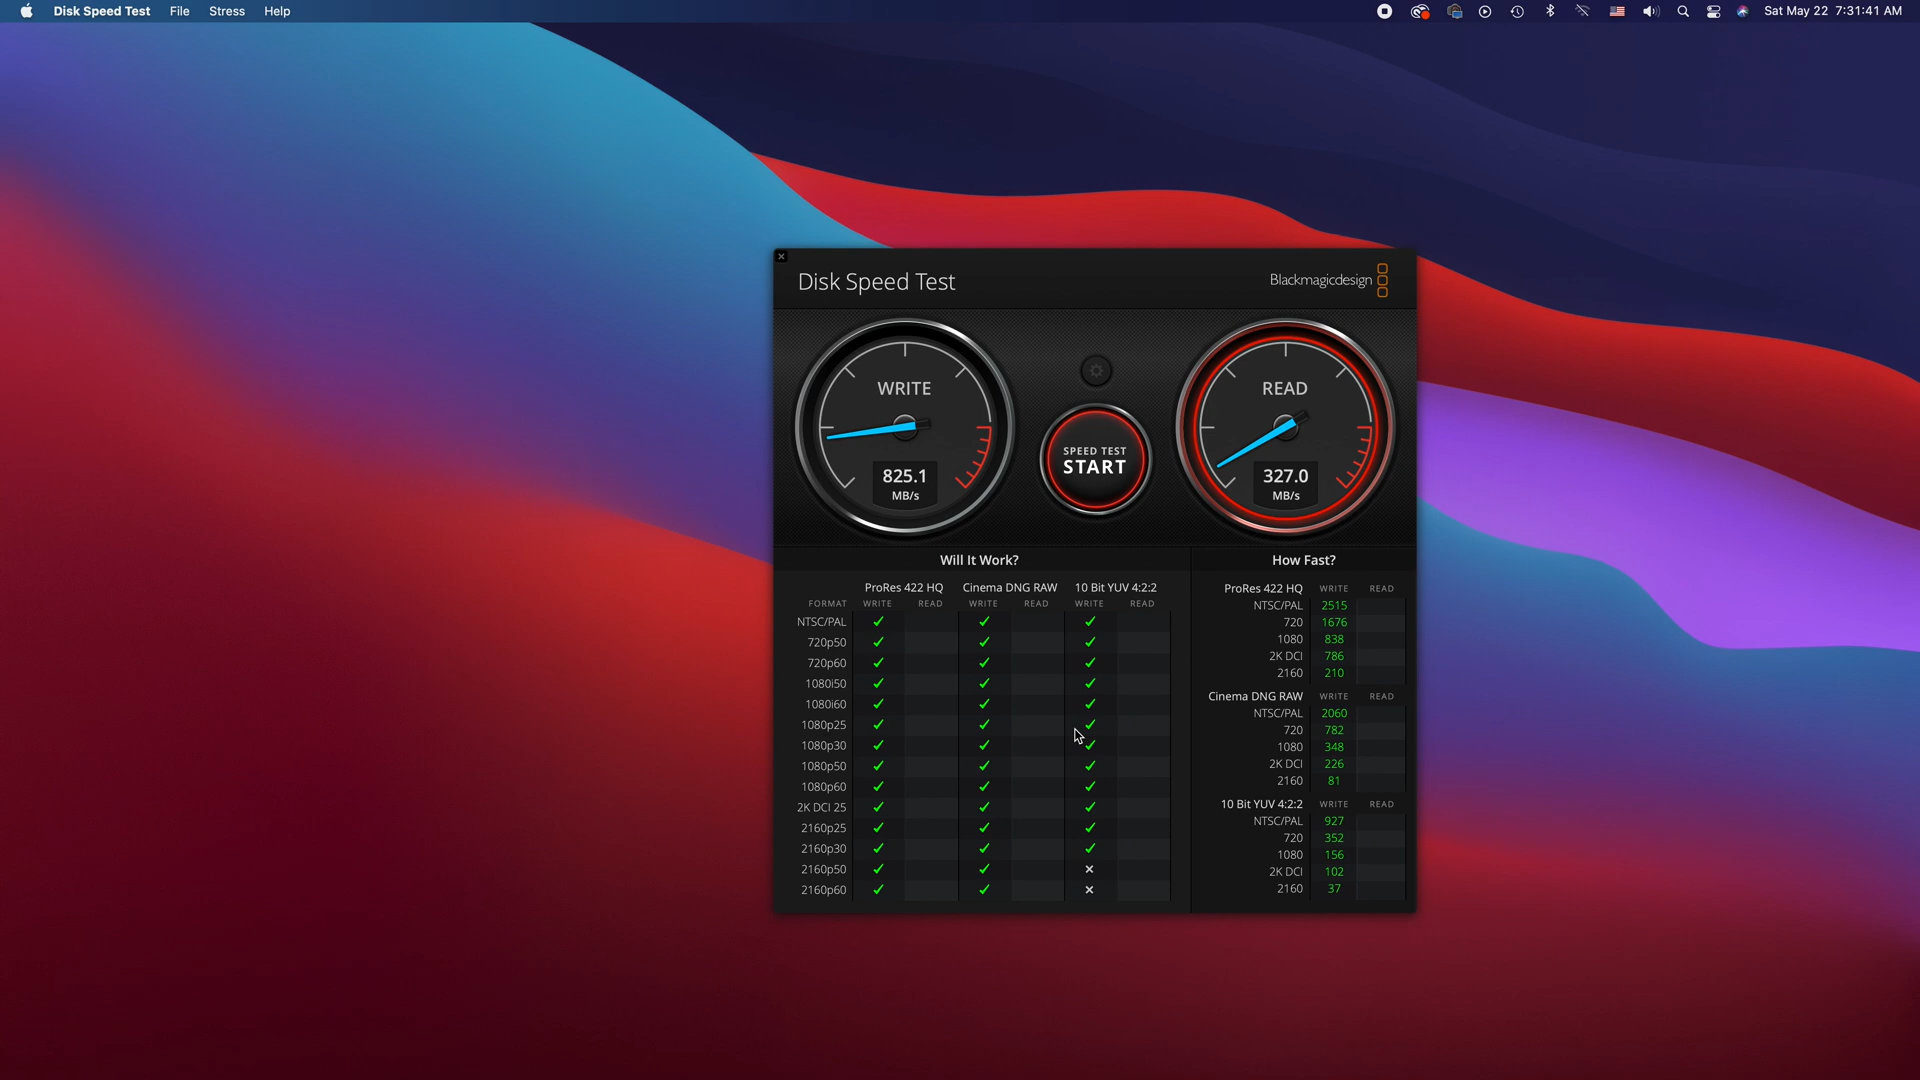 Disk Speed Test File Stress Help Sat May 22 7:31:41 AM
Disk Speed Test Blackmagicdesign
WRITE
825.1
MB/s
SPEED TEST
START
READ
327.0
MB/s
Will It Work?
ProRes 422 HQ Cinema DNG RAW 10 Bit YUV 4:2:2
FORMAT WRITE READ WRITE READ WRITE READ
NTSC/PAL ✓ ✓ ✓
720p50 ✓ ✓ ✓
720p60 ✓ ✓ ✓
1080i50 ✓ ✓ ✓
1080i60 ✓ ✓ ✓
1080p25 ✓ ✓ ✓
1080p30 ✓ ✓ ✓
1080p50 ✓ ✓ ✓
1080p60 ✓ ✓ ✓
2K DCI 25 ✓ ✓ ✓
2160p25 ✓ ✓ ✓
2160p30 ✓ ✓ ✓
2160p50 ✓ ✓ ×
2160p60 ✓ ✓ ×
How Fast?
ProRes 422 HQ WRITE READ
NTSC/PAL 2515
720 1676
1080 838
2K DCI 786
2160 210
Cinema DNG RAW WRITE READ
NTSC/PAL 2060
720 782
1080 348
2K DCI 226
2160 81
10 Bit YUV 4:2:2 WRITE READ
NTSC/PAL 927
720 352
1080 156
2K DCI 102
2160 37